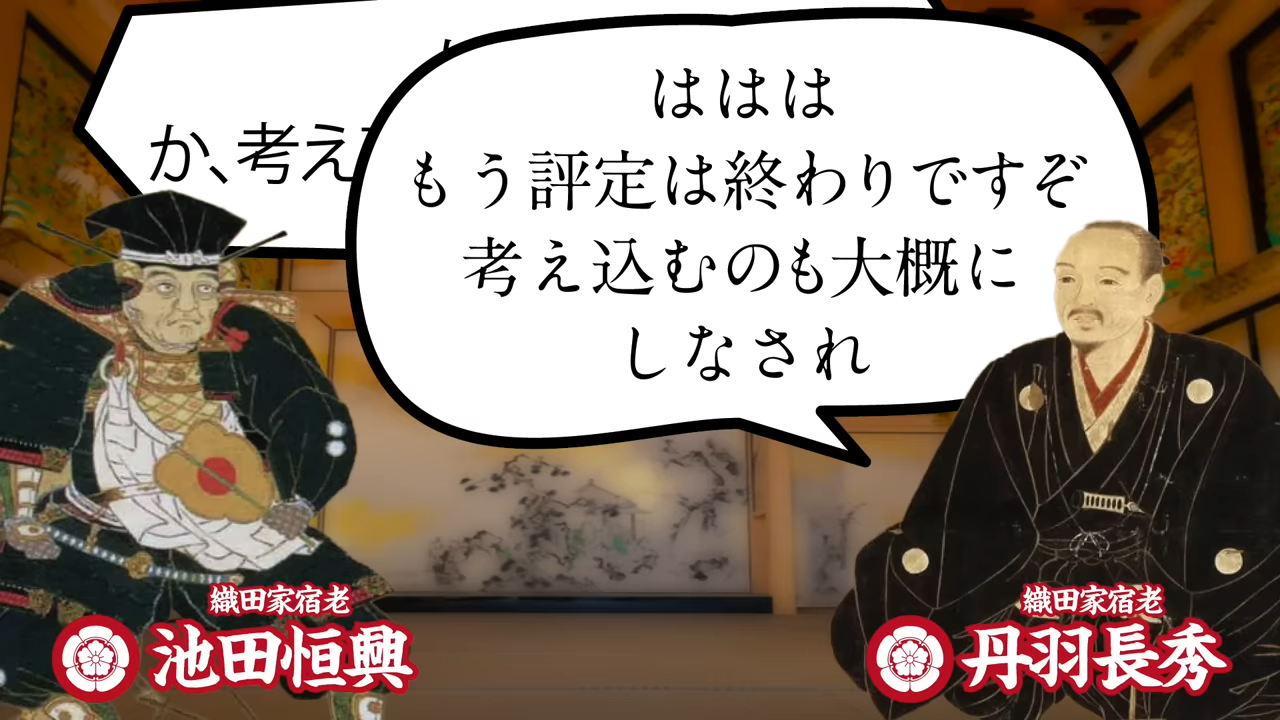 か、考え
ははは
もう評定は終わりですぞ
考え込むのも大概に
しなされ
織田家宿老
池田恒興
織田家宿老
丹羽長秀